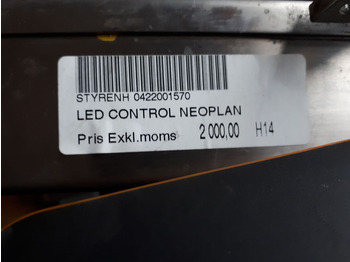 STYRENH 0422001570
LED CONTROL NEOPLAN
Pris Exkl.moms 2 000,00 H14